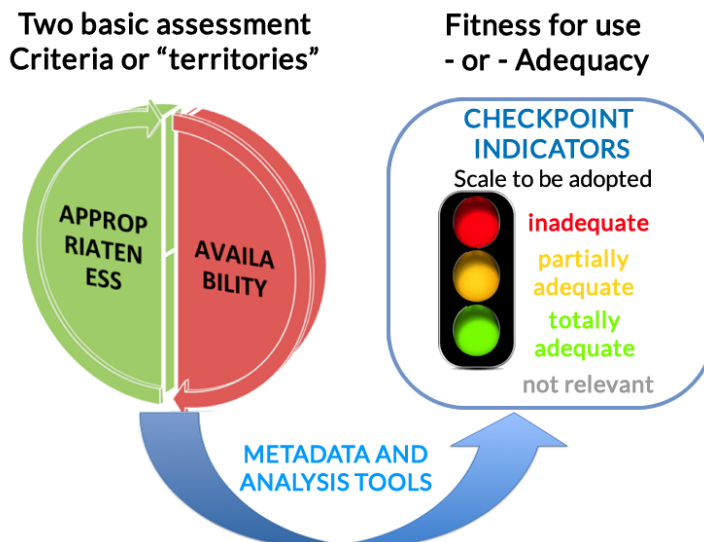 Two basic assessment
Criteria or “territories”
Fitness for use
- or - Adequacy
APPROP
RIATEN
ESS
AVAILA
BILITY
CHECKPOINT
INDICATORS
Scale to be adopted
inadequate
partially
adequate
totally
adequate
not relevant
METADATA AND
ANALYSIS TOOLS